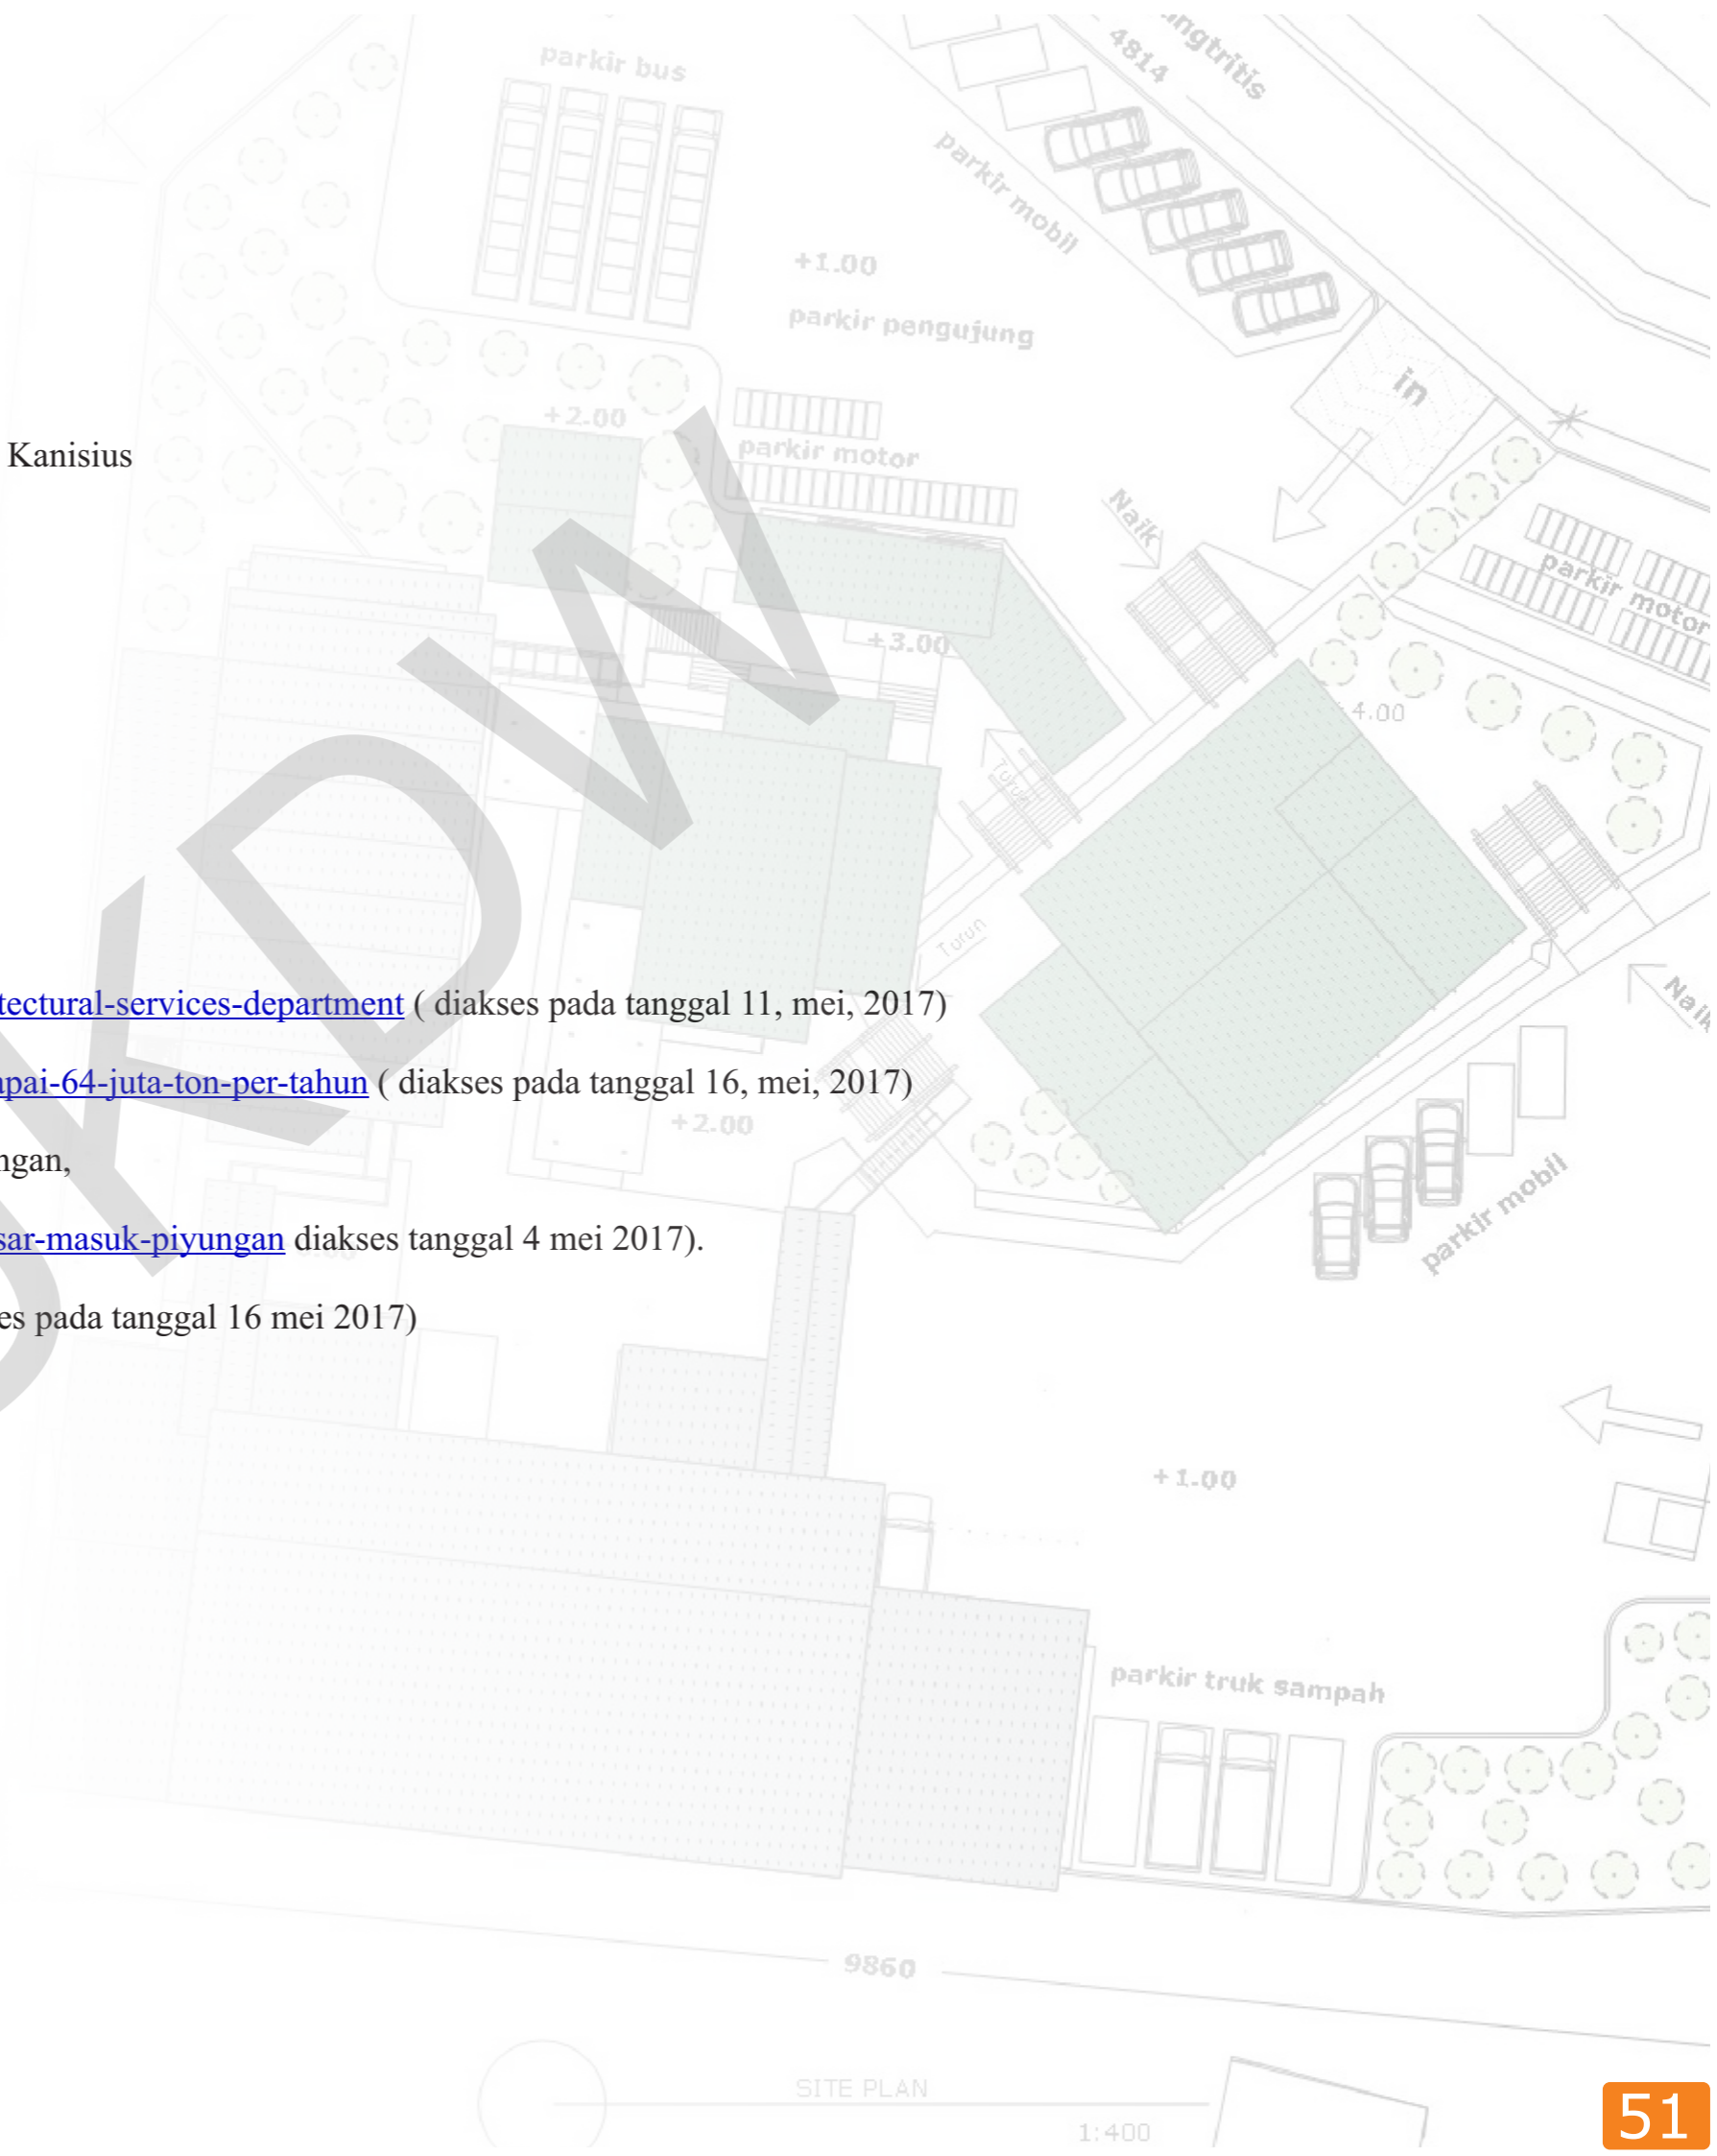 parkir bus
ngtritis
4814
parkir mobil
+1.00
parkir pengujung
in
+2.00
parkir motor
Kanisius
Naik
parkir motor
+3.00
4.00
Turun
Turun
tectural-services-department ( diakses pada tanggal 11, mei, 2017)
Naik
apai-64-juta-ton-per-tahun ( diakses pada tanggal 16, mei, 2017)
+2.00
ngan,
parkir mobil
sar-masuk-piyungan diakses tanggal 4 mei 2017).
es pada tanggal 16 mei 2017)
+1.00
parkir truk sampah
9860
SITE PLAN
1:400
51
UKDW